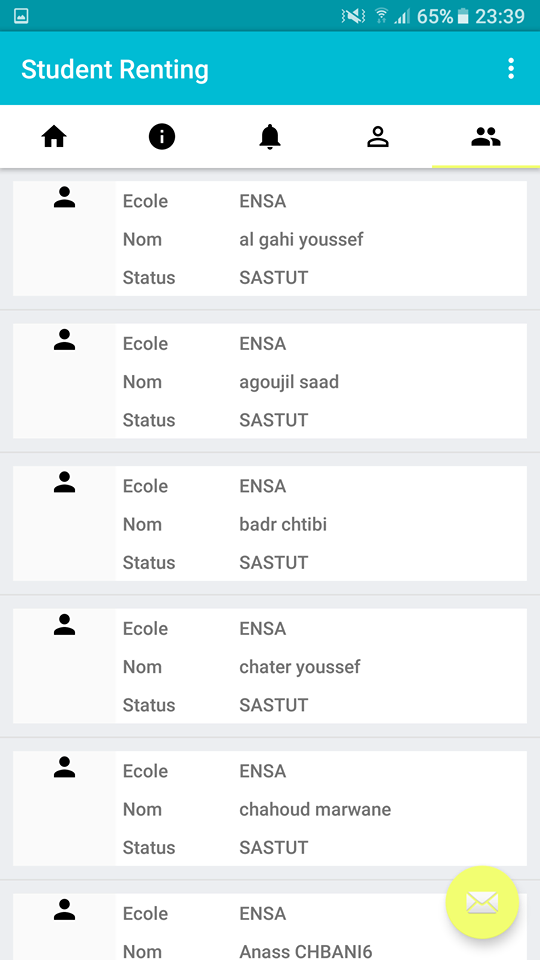 65% 23:39
Student Renting
Ecole ENSA
Nom al gahi youssef
Status SASTUT
Ecole ENSA
Nom agoujil saad
Status SASTUT
Ecole ENSA
Nom badr chtibi
Status SASTUT
Ecole ENSA
Nom chater youssef
Status SASTUT
Ecole ENSA
Nom chahoud marwane
Status SASTUT
Ecole ENSA
Nom Anass CHBANI6